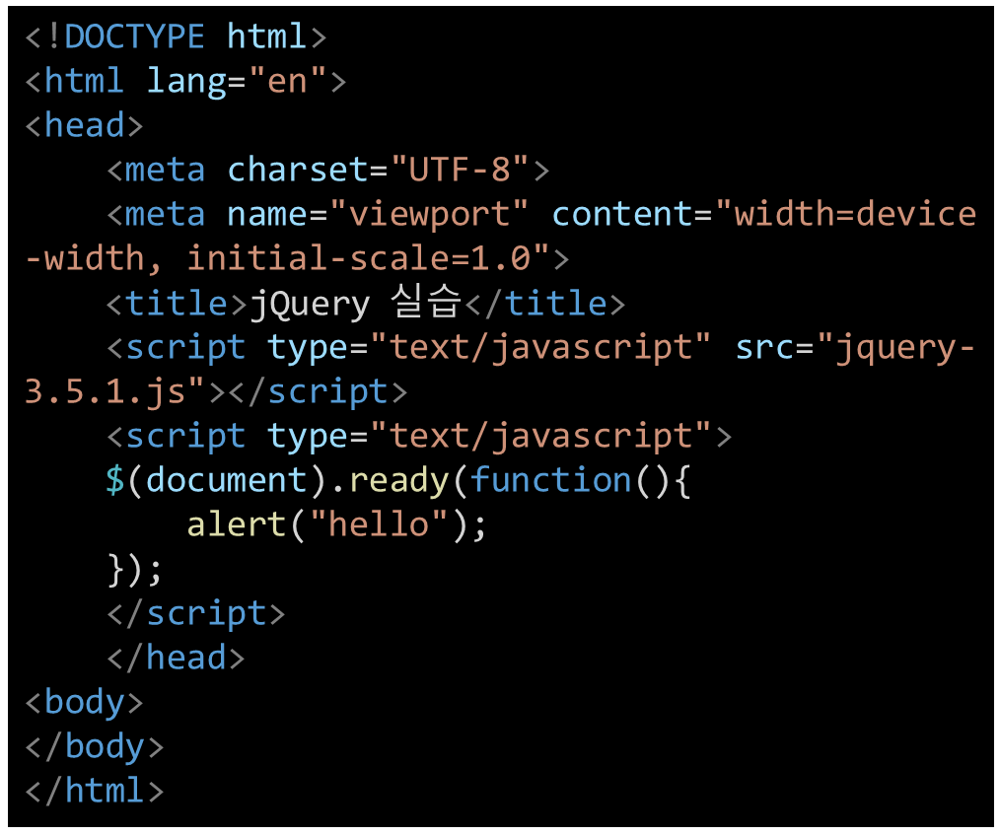 <!DOCTYPE html>
<html lang="en">
<head>
    <meta charset="UTF-8">
    <meta name="viewport" content="width=device
-width, initial-scale=1.0">
    <title>jQuery 실습</title>
    <script type="text/javascript" src="jquery-
3.5.1.js"></script>
    <script type="text/javascript">
    $(document).ready(function(){
        alert("hello");
    });
    </script>
    </head>
<body>
</body>
</html>